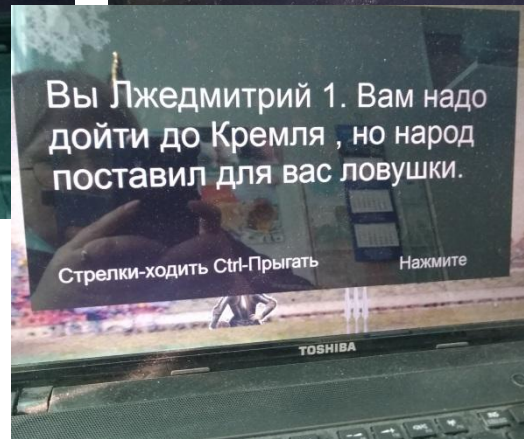 Вы Лжедмитрий 1. Вам надо
дойти до Кремля , но народ
поставил для вас ловушки.
Стрелки-ходить Ctrl-Прыгать
Нажмите
TOSHIBA